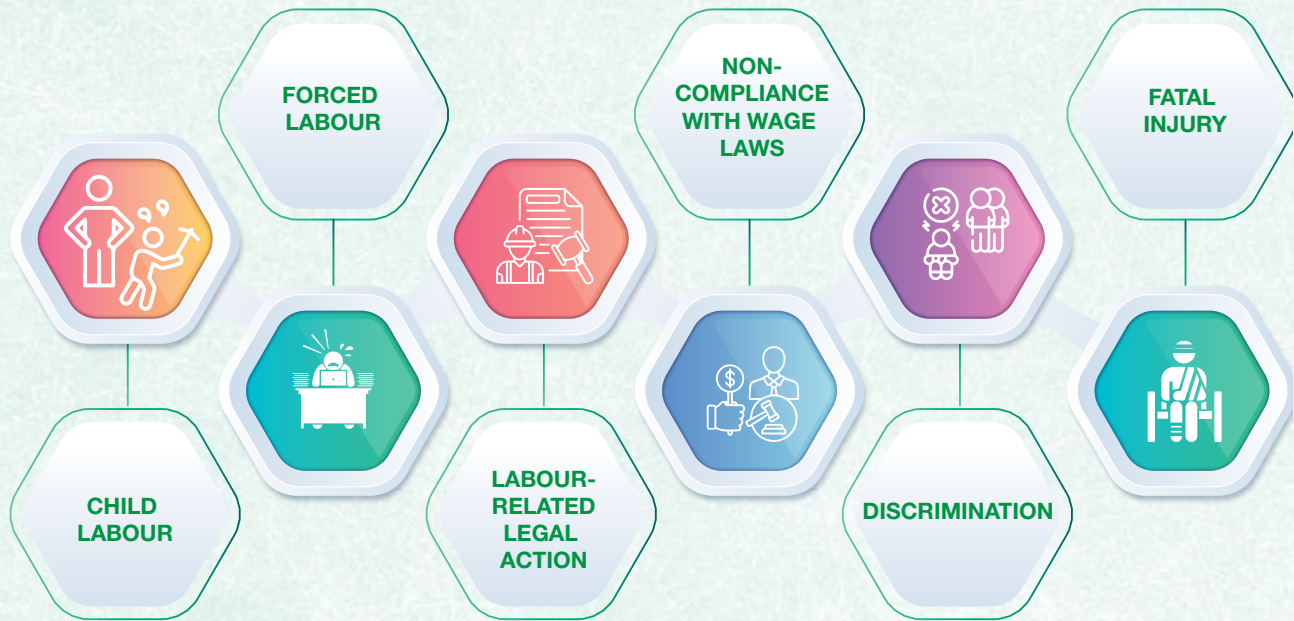 FORCED
LABOUR
NON-
COMPLIANCE
WITH WAGE
LAWS
FATAL
INJURY
$
CHILD
LABOUR
LABOUR-
RELATED
LEGAL
ACTION
DISCRIMINATION